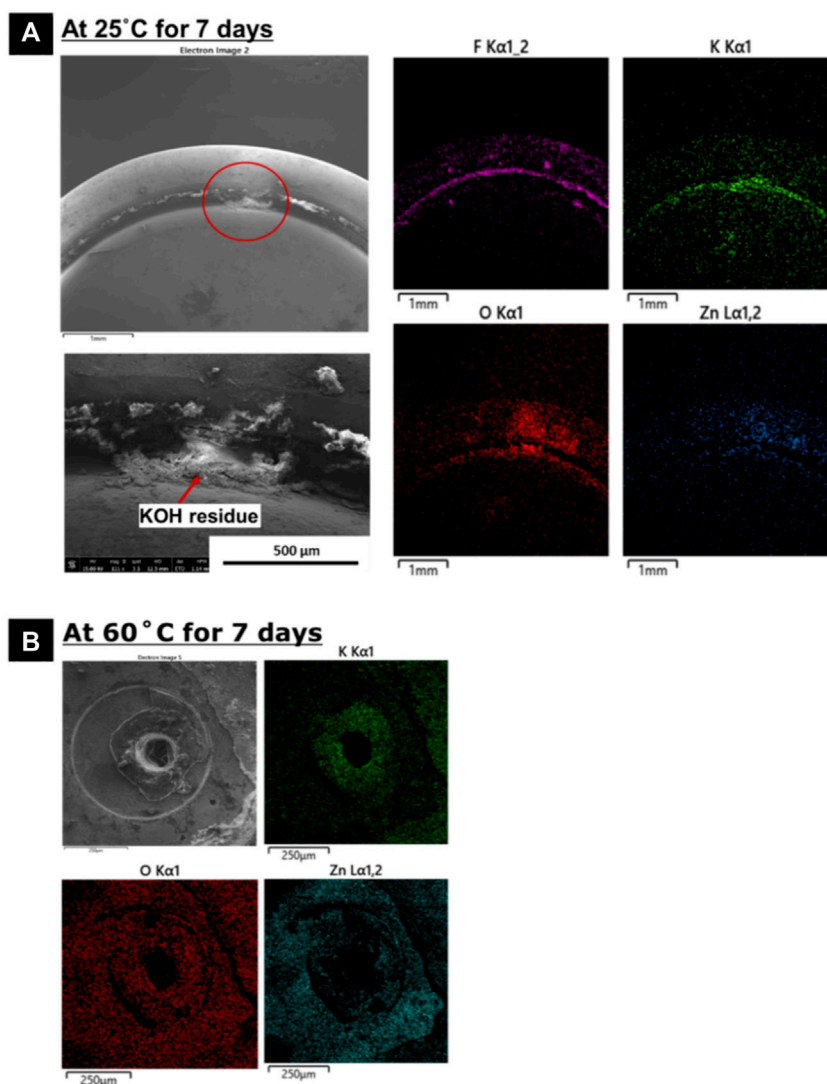 A At 25°C for 7 days
Electron Image 2
1mm
KOH residue
500 µm
F Kα1_2
K Kα1
1mm
1mm
O Kα1
Zn Lα1,2
1mm
1mm
B At 60°C for 7 days
Electron Image 5
K Kα1
250µm
250µm
O Kα1
Zn Lα1,2
250µm
250µm